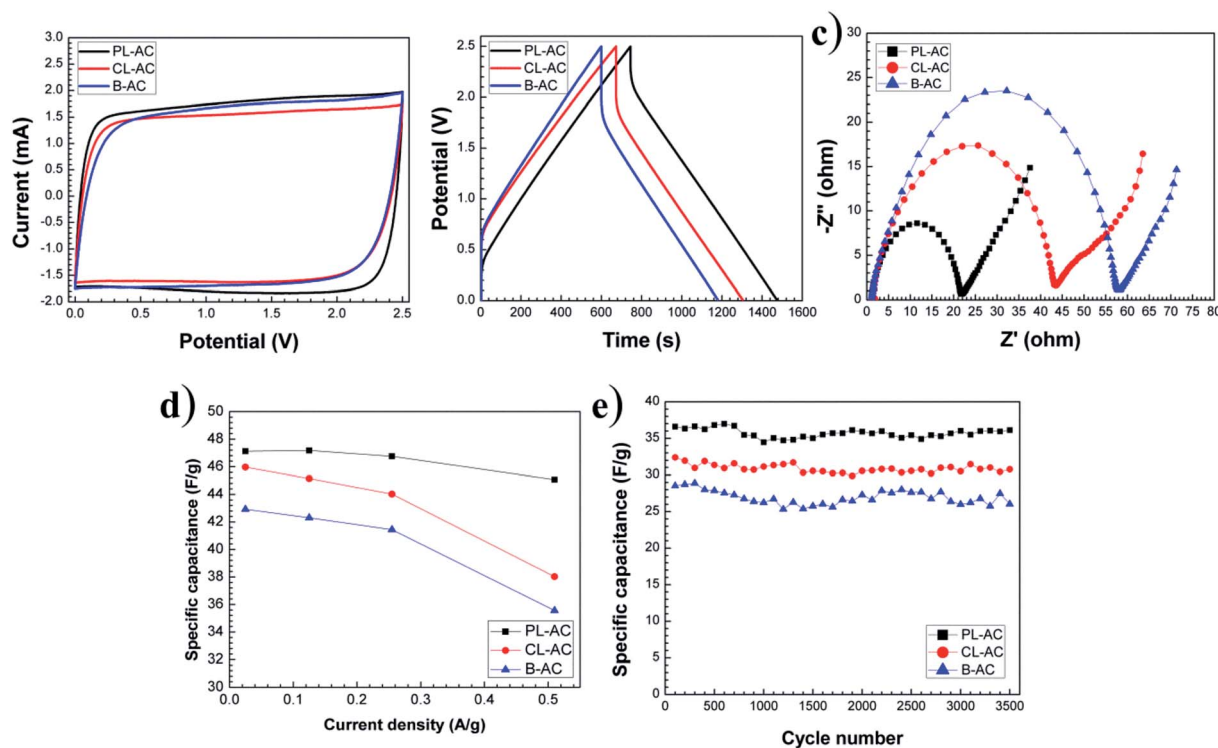 PL-AC
CL-AC
B-AC
3.0
2.5
2.0
1.5
1.0
0.5
0.0
-0.5
-1.0
-1.5
-2.0
Current (mA)
0.0 0.5 1.0 1.5 2.0 2.5
Potential (V)
PL-AC
CL-AC
B-AC
2.5
2.0
1.5
1.0
0.5
0.0
Potential (V)
0 200 400 600 800 1000 1200 1400 1600
Time (s)
c)
PL-AC
CL-AC
B-AC
30
25
20
15
10
5
0
-Z" (ohm)
0 5 10 15 20 25 30 35 40 45 50 55 60 65 70 75 80
Z' (ohm)
d)
50
48
46
44
42
40
38
36
34
32
30
Specific capacitance (F/g)
PL-AC
CL-AC
B-AC
0.0 0.1 0.2 0.3 0.4 0.5
Current density (A/g)
e)
40
35
30
25
20
15
10
5
0
Specific capacitance (F/g)
PL-AC
CL-AC
B-AC
0 500 1000 1500 2000 2500 3000 3500
Cycle number